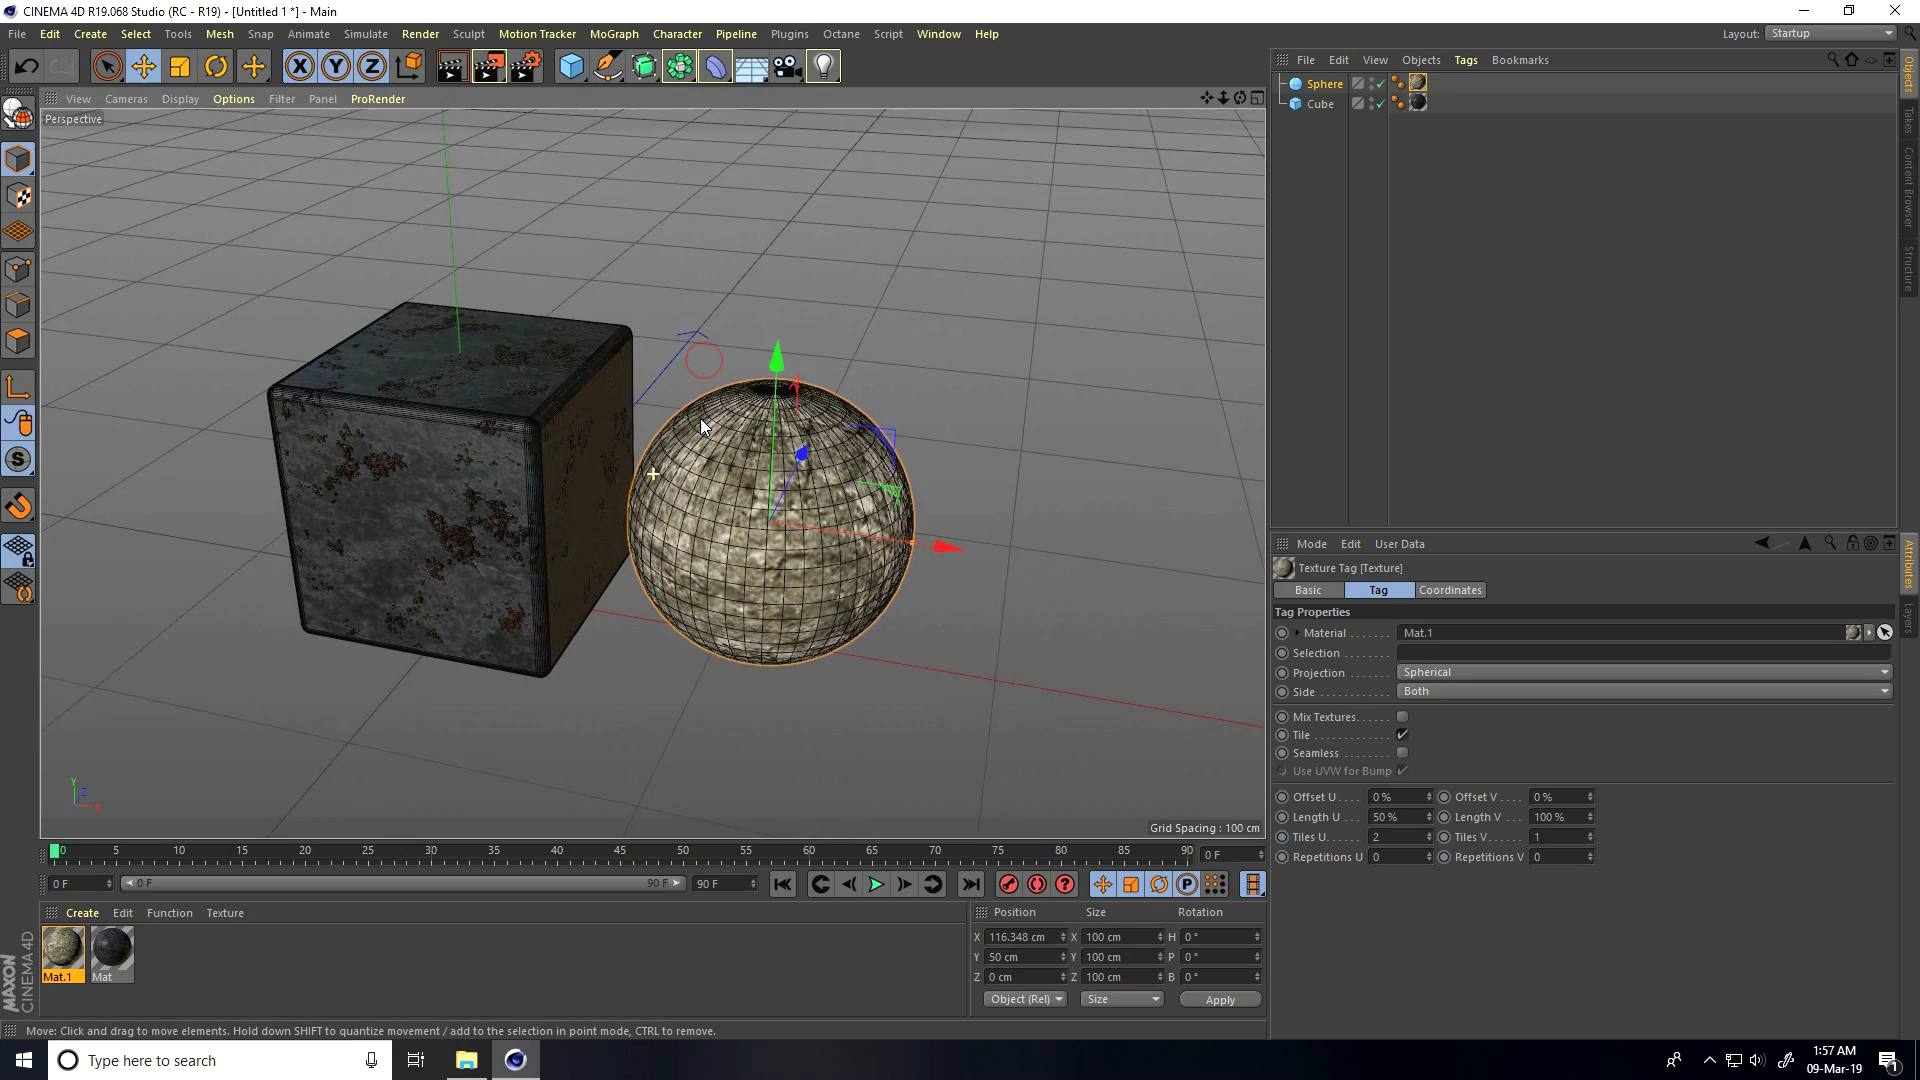 CINEMA 4D R19.068 Studio (RC - R19) - [Untitled 1 *] - Main
File Edit Create Select Tools Mesh Snap Animate Simulate Render Sculpt Motion Tracker MoGraph Character Pipeline Plugins Octane Script Window Help
Layout: Startup
X Y Z
File Edit View Objects Tags Bookmarks
Sphere
Cube
Objects
Takes
Content Browser
Structure
View Cameras Display Options Filter Panel ProRender
Perspective
Y
Z
X
Grid Spacing : 100 cm
Mode Edit User Data
Texture Tag [Texture]
Basic Tag Coordinates
Tag Properties
Material Mat.1
Selection
Projection Spherical
Side Both
Mix Textures
Tile
Seamless
Use UVW for Bump
Offset U 0 % Offset V 0 %
Length U 50 % Length V 100 %
Tiles U 2 Tiles V 1
Repetitions U 0 Repetitions V 0
Attributes
Layers
0 5 10 15 20 25 30 35 40 45 50 55 60 65 70 75 80 85 90 0 F
0 F 0 F 90 F 90 F
Create Edit Function Texture
Mat.1 Mat
Position Size Rotation
X 116.348 cm X 100 cm H 0 °
Y 50 cm Y 100 cm P 0 °
Z 0 cm Z 100 cm B 0 °
Object (Rel) Size Apply
MAXON CINEMA 4D
Move: Click and drag to move elements. Hold down SHIFT to quantize movement / add to the selection in point mode, CTRL to remove.
Type here to search
1:57 AM
09-Mar-19
1